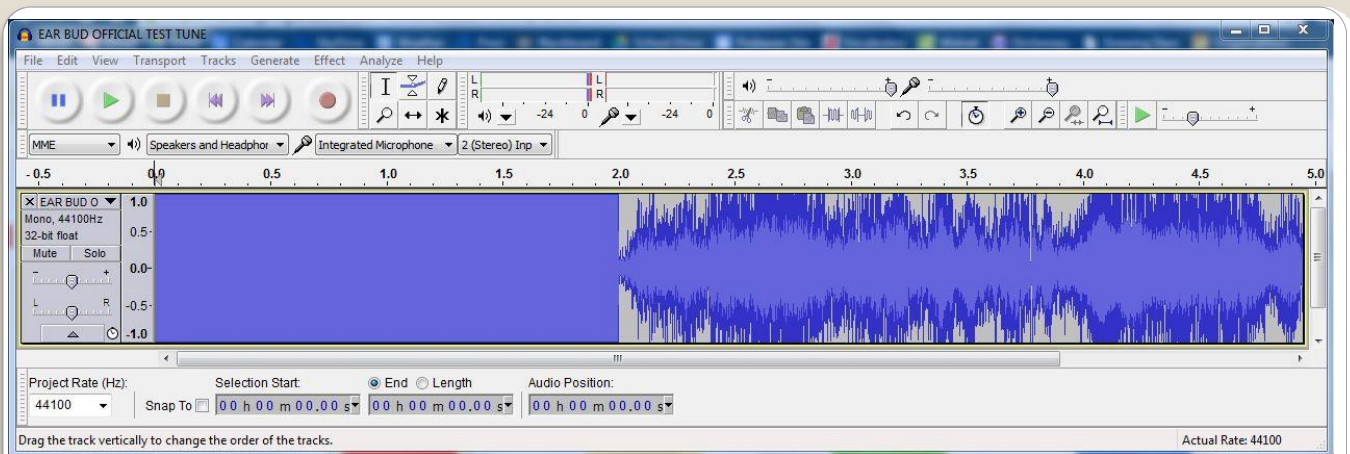 EAR BUD OFFICIAL TEST TUNE
File Edit View Transport Tracks Generate Effect Analyze Help
L R -24 0 L R -24 0
MME Speakers and Headphor Integrated Microphone 2 (Stereo) Inp
- 0.5 0.0 0.5 1.0 1.5 2.0 2.5 3.0 3.5 4.0 4.5 5.0
X EAR BUD O
Mono, 44100Hz
32-bit float
Mute Solo
- +
L R
1.0
0.5-
0.0-
-0.5-
-1.0
Project Rate (Hz): Selection Start: End Length Audio Position:
44100 Snap To 00 h 00 m 00.00 s 00 h 00 m 00.00 s 00 h 00 m 00.00 s
Drag the track vertically to change the order of the tracks. Actual Rate: 44100